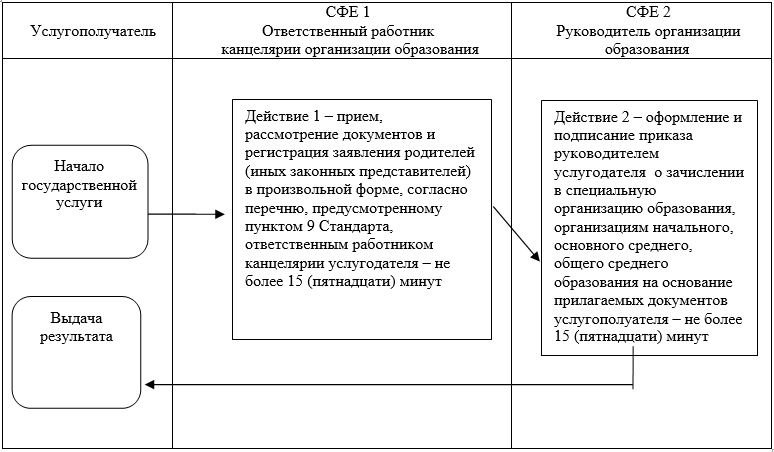 Услугополучатель
СФЕ 1
Ответственный работник
канцелярии организации образования
СФЕ 2
Руководитель организации
образования
Начало
государственной
услуги
Действие 1 – прием,
рассмотрение документов и
регистрация заявления родителей
(иных законных представителей)
в произвольной форме, согласно
перечню, предусмотренному
пунктом 9 Стандарта,
ответственным работником
канцелярии услугодателя – не
более 15 (пятнадцати) минут
Действие 2 – оформление и
подписание приказа
руководителем
услугодателя о зачислении
в специальную
организацию образования,
организациям начального,
основного среднего,
общего среднего
образования на основание
прилагаемых документов
услугополуателя – не более
15 (пятнадцати) минут
Выдача
результата